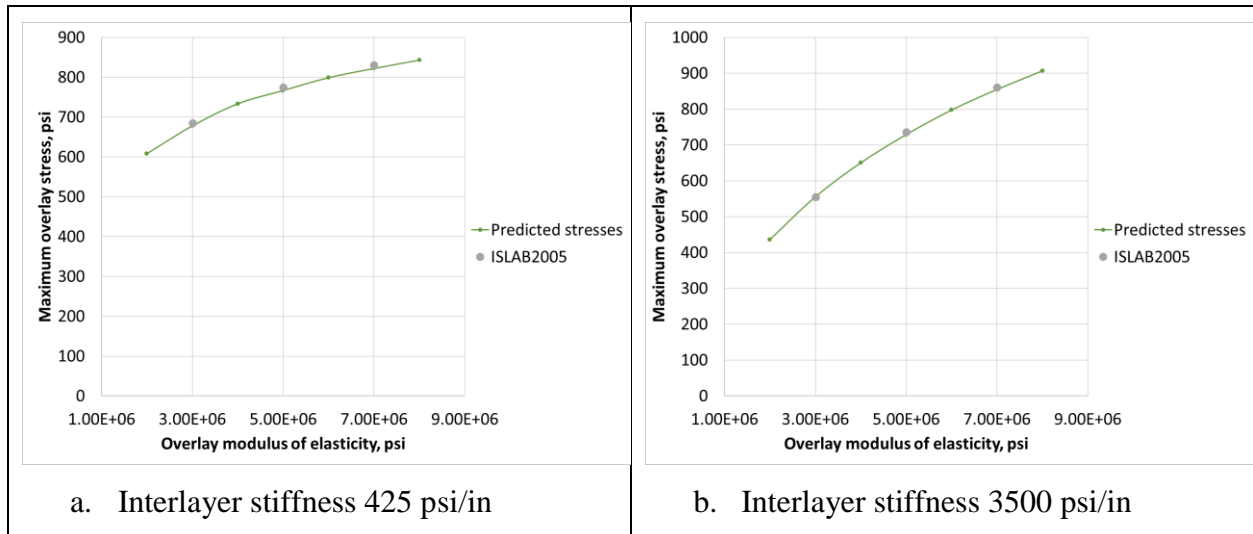 900
800
700
600
500
400
300
200
100
0
Maximum overlay stress, psi
1.00E+06 3.00E+06 5.00E+06 7.00E+06 9.00E+06
Overlay modulus of elasticity, psi
Predicted stresses
ISLAB2005
a. Interlayer stiffness 425 psi/in
1000
900
800
700
600
500
400
300
200
100
0
Maximum overlay stress, psi
1.00E+06 3.00E+06 5.00E+06 7.00E+06 9.00E+06
Overlay modulus of elasticity, psi
Predicted stresses
ISLAB2005
b. Interlayer stiffness 3500 psi/in